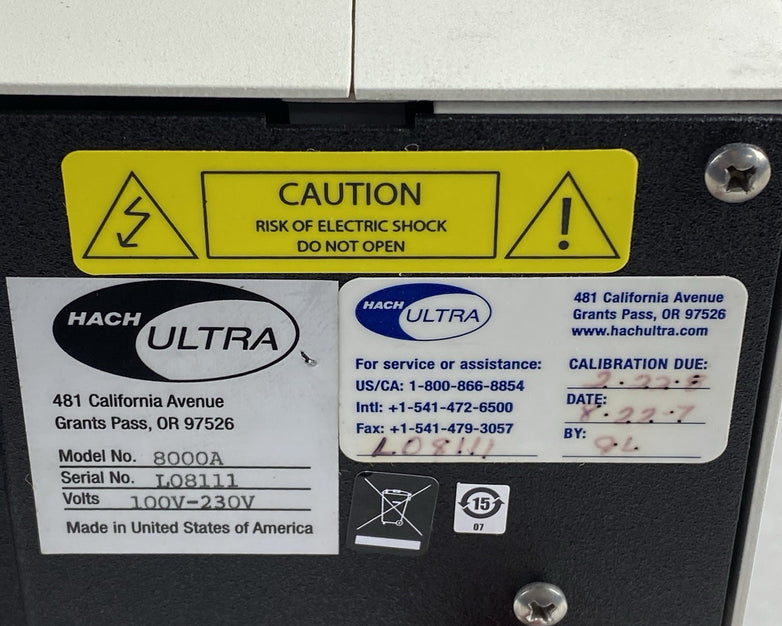 CAUTION
RISK OF ELECTRIC SHOCK
DO NOT OPEN
HACH ULTRA
481 California Avenue
Grants Pass, OR 97526
Model No. 8000A
Serial No. L08111
Volts 100V-230V
Made in United States of America
HACH ULTRA
481 California Avenue
Grants Pass, OR 97526
www.hachultra.com
For service or assistance:
US/CA: 1-800-866-8854
Intl: +1-541-472-6500
Fax: +1-541-479-3057
L08111
CALIBRATION DUE:
DATE:
BY:
15
07